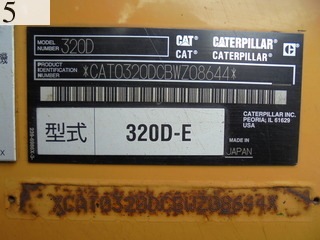 5
MODEL NUMBER 320D CAT CATERPILLAR
PRODUCT IDENTIFICATION NUMBER CAT CATERPILLAR
*CAT0320DCBWZ08644*
型式 320D-E
CATERPILLAR INC.
PEORIA, IL 61629
USA
MADE IN
JAPAN
*CAT0320DCBWZ08644*